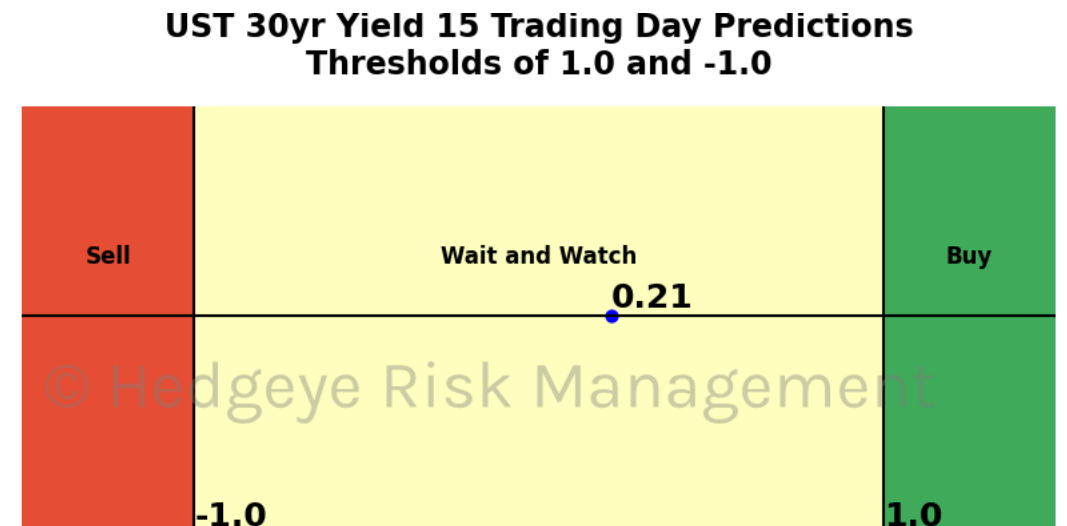 UST 30yr Yield 15 Trading Day Predictions
Thresholds of 1.0 and -1.0
Sell
Wait and Watch
Buy
0.21
© Hedgeye Risk Management
-1.0
1.0